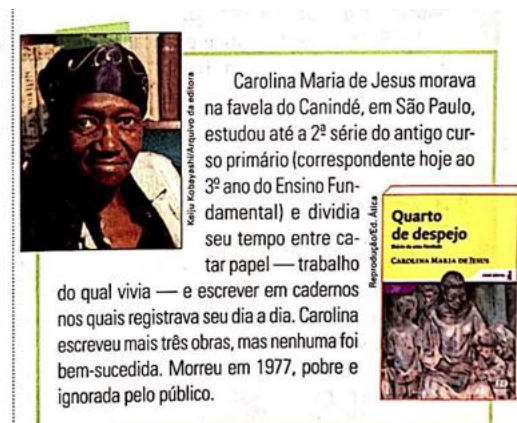 Carolina Maria de Jesus morava
na favela do Canindé, em São Paulo,
estudou até a 2ª série do antigo cur-
so primário (correspondente hoje ao
3º ano do Ensino Fun-
damental) e dividia
seu tempo entre ca-
tar papel — trabalho
do qual vivia — e escrever em cadernos
nos quais registrava seu dia a dia. Carolina
escreveu mais três obras, mas nenhuma foi
bem-sucedida. Morreu em 1977, pobre e
ignorada pelo público.
Keiju Kobayashi/Arquivo da editora
Reprodução/Ed. Ática
Quarto
de despejo
Diário de uma favelada
CAROLINA MARIA DE JESUS